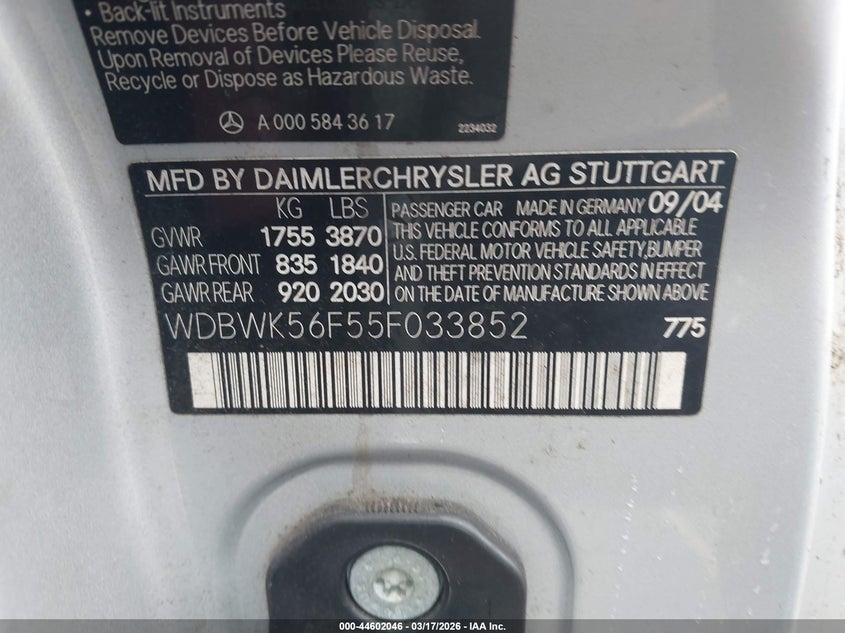 · Back-lit Instruments
Remove Devices Before Vehicle Disposal.
Upon Removal of Devices Please Reuse,
Recycle or Dispose as Hazardous Waste.
A 000 584 36 17
2234032
MFD BY DAIMLERCHRYSLER AG STUTTGART
KG LBS
GVWR 1755 3870
GAWR FRONT 835 1840
GAWR REAR 920 2030
PASSENGER CAR MADE IN GERMANY 09/04
THIS VEHICLE CONFORMS TO ALL APPLICABLE
U.S. FEDERAL MOTOR VEHICLE SAFETY,BUMPER
AND THEFT PREVENTION STANDARDS IN EFFECT
ON THE DATE OF MANUFACTURE SHOWN ABOVE.
WDBWK56F55F033852 775
000-44602046 - 03/17/2026 - IAA Inc.